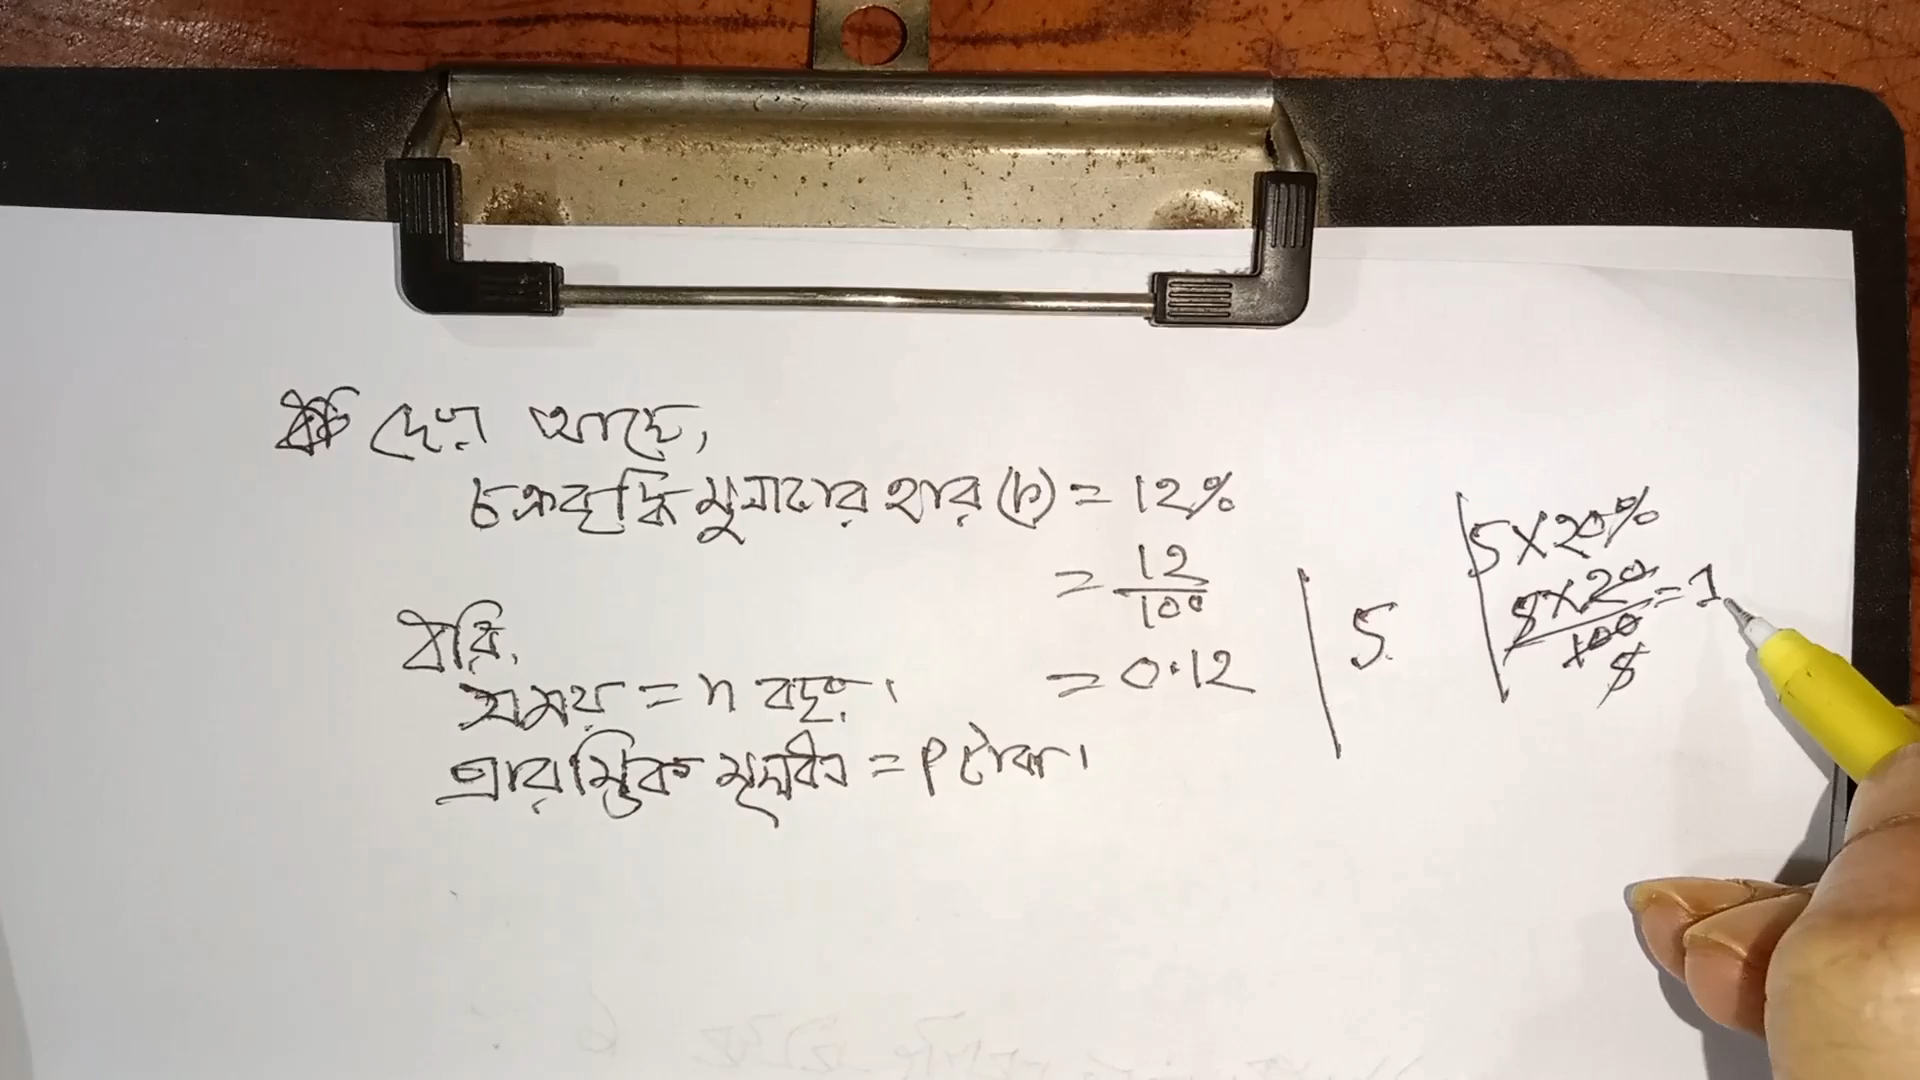 দেয়া আছে,
চক্রবৃদ্ধি মুনাফার হার (r) = 12%
= 12/100
= 0.12
ধরি,
সময় = n বছর।
প্রারম্ভিক মূলধন = P টাকা।
5
5×20%
5×20/100 = 1
5